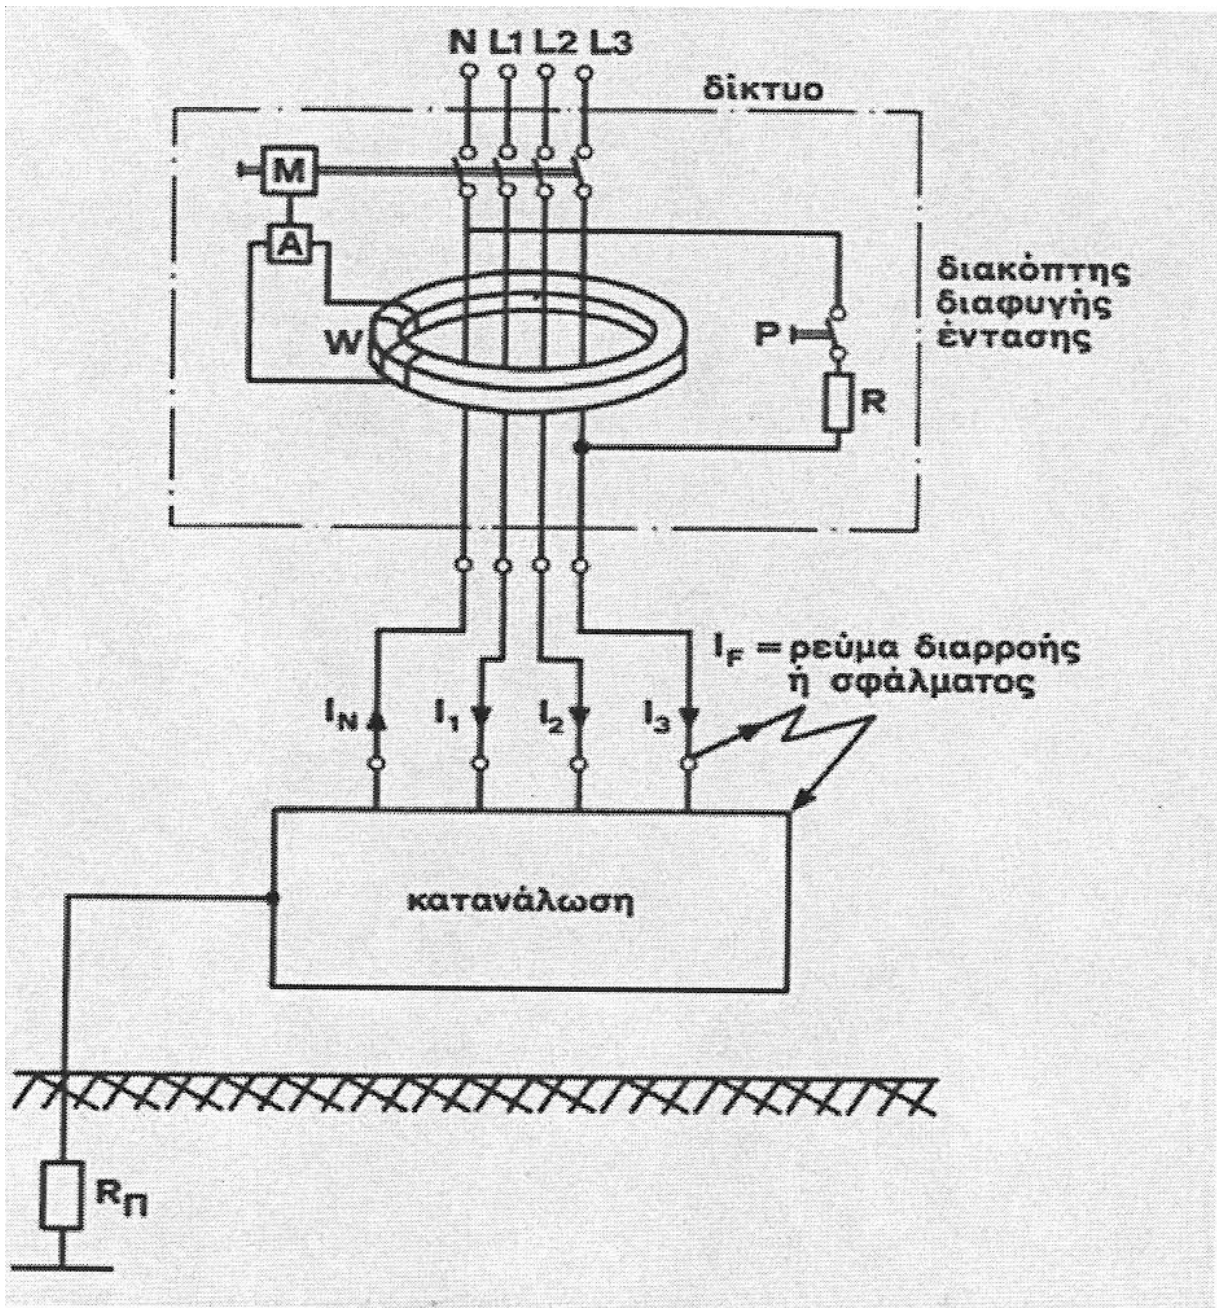 N L1 L2 L3
δίκτυο
M
A
διακόπτης
διαφυγής
έντασης
P
W
R
I_F = ρεύμα διαρροής
ή σφάλματος
I_N I_1 I_2 I_3
κατανάλωση
R_Π